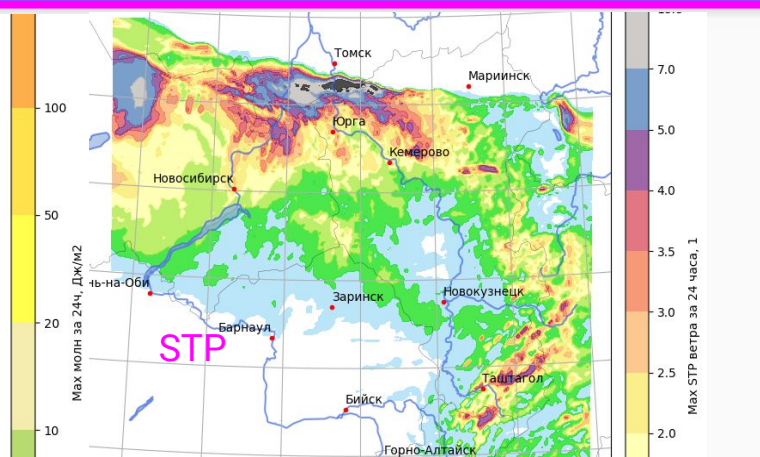 Томск
Мариинск
7.0
100
Юрга
5.0
Кемерово
Новосибирск
4.0
50
3.5
нь-на-Оби
Заринск
Новокузнецк
3.0
20
Барнаул
STP
2.5
Таштагол
Бийск
10
2.0
Горно-Алтайск
Max молн за 24ч, Дж/м2
Max STP ветра за 24 часа, 1